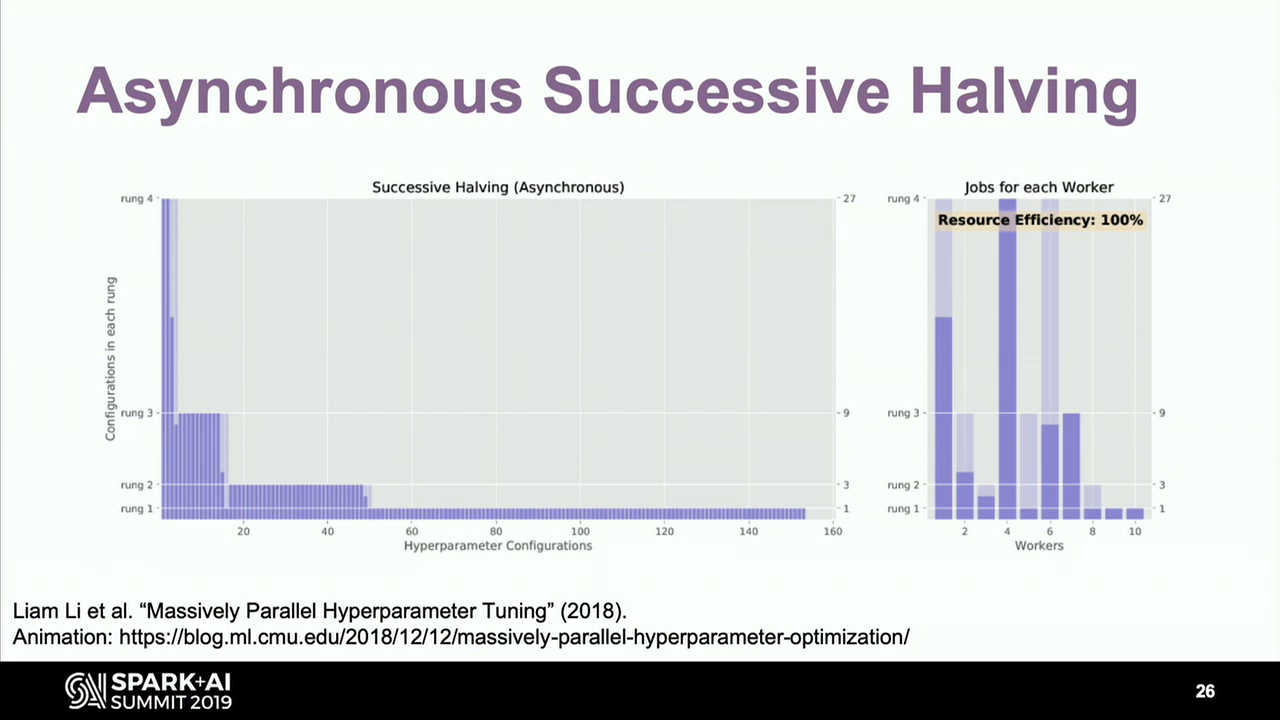 Asynchronous Successive Halving
Successive Halving (Asynchronous)
Configurations in each rung
rung 4
rung 3
rung 2
rung 1
27
9
3
1
20
40
60
80
100
120
140
160
Hyperparameter Configurations
Jobs for each Worker
Resource Efficiency: 100%
rung 4
rung 3
rung 2
rung 1
27
9
3
1
2
4
6
8
10
Workers
Liam Li et al. “Massively Parallel Hyperparameter Tuning” (2018).
Animation: https://blog.ml.cmu.edu/2018/12/12/massively-parallel-hyperparameter-optimization/
SPARK+AI
SUMMIT 2019
26